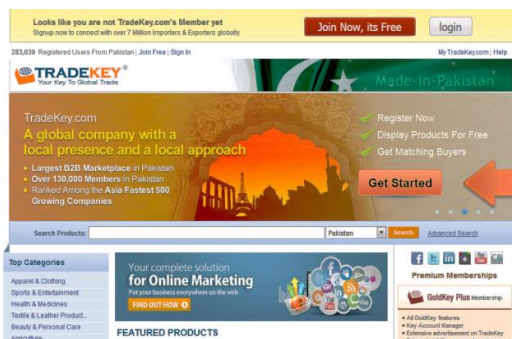 Looks like you are not TradeKey.com's Member yet
Signup now to connect with over 7 Million Importers & Exporters globally.
Join Now, its Free
login
283,039 Registered Users From Pakistan | Join Free | Sign In
My TradeKey.com | Help
TRADEKEY®
Your Key To Global Trade
Made-in-Pakistan
TradeKey.com
A global company with a
local presence and a local approach
Largest B2B Marketplace in Pakistan
Over 130,000 Members in Pakistan
Ranked Among the Asia Fastest 500
Growing Companies
Register Now
Display Products For Free
Get Matching Buyers
Get Started
Search Products:
Pakistan
Search
Advanced Search
Top Categories
Apparel & Clothing
Sports & Entertainment
Health & Medicines
Textile & Leather Product..
Beauty & Personal Care
Agriculture
Your complete solution
for Online Marketing
Put your business everywhere on the web
FIND OUT HOW
FEATURED PRODUCTS
Premium Memberships
GoldKey Plus Membership
All GoldKey features
Key Account Manager
Extensive advertisement on TradeKey